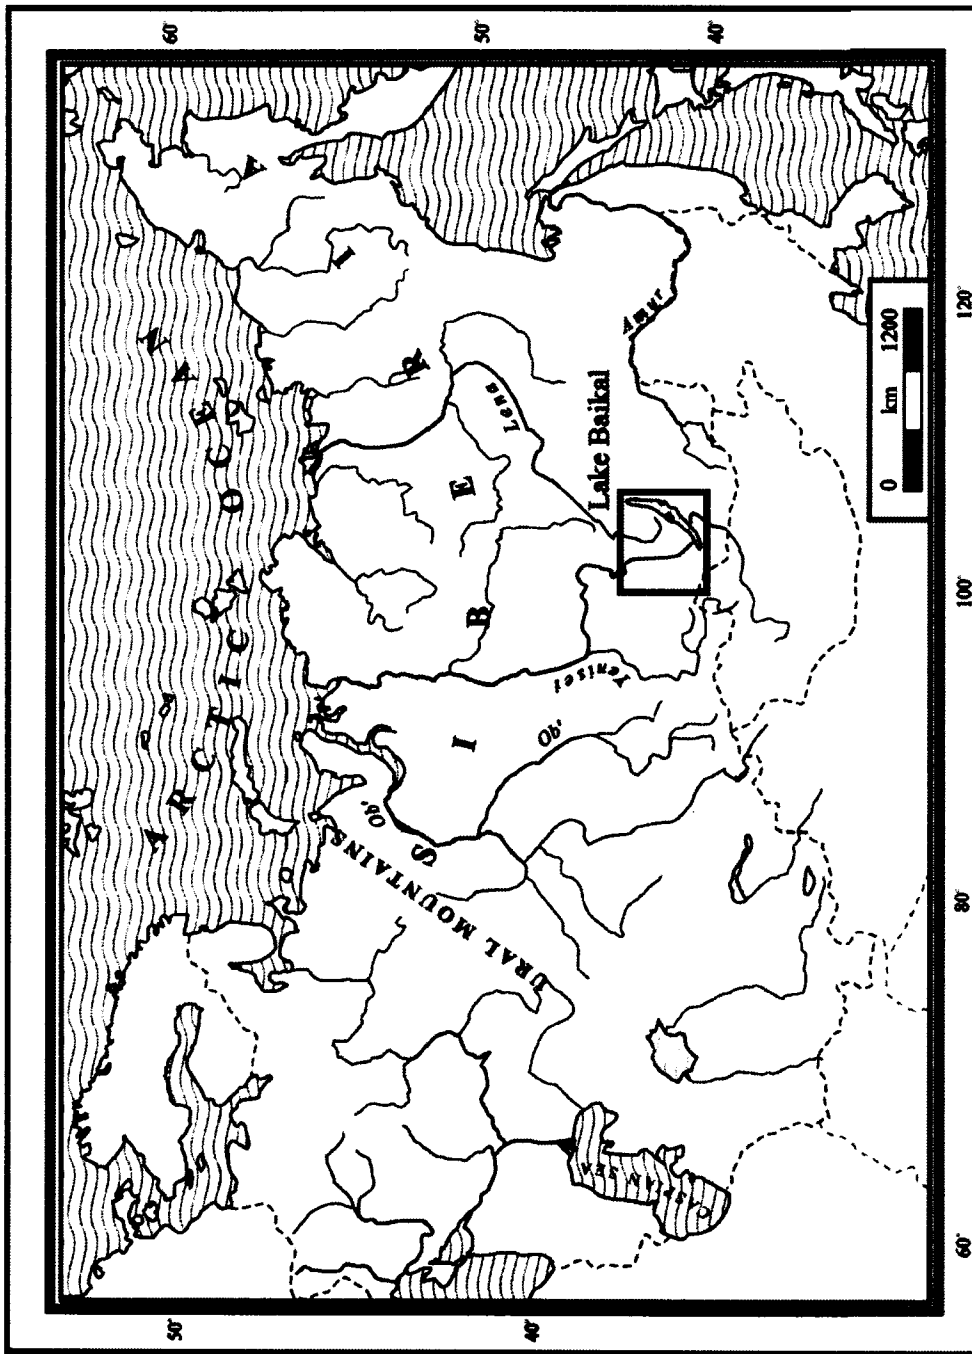 60°
50°
40°
50°
40°
60°
80°
100°
120°
ARCTIC OCEAN
SIBERIA
URAL MOUNTAINS
Ob'
Ob'
Yenisei
Lena
Amur
Lake Baikal
CASPIAN SEA
0 km 1200